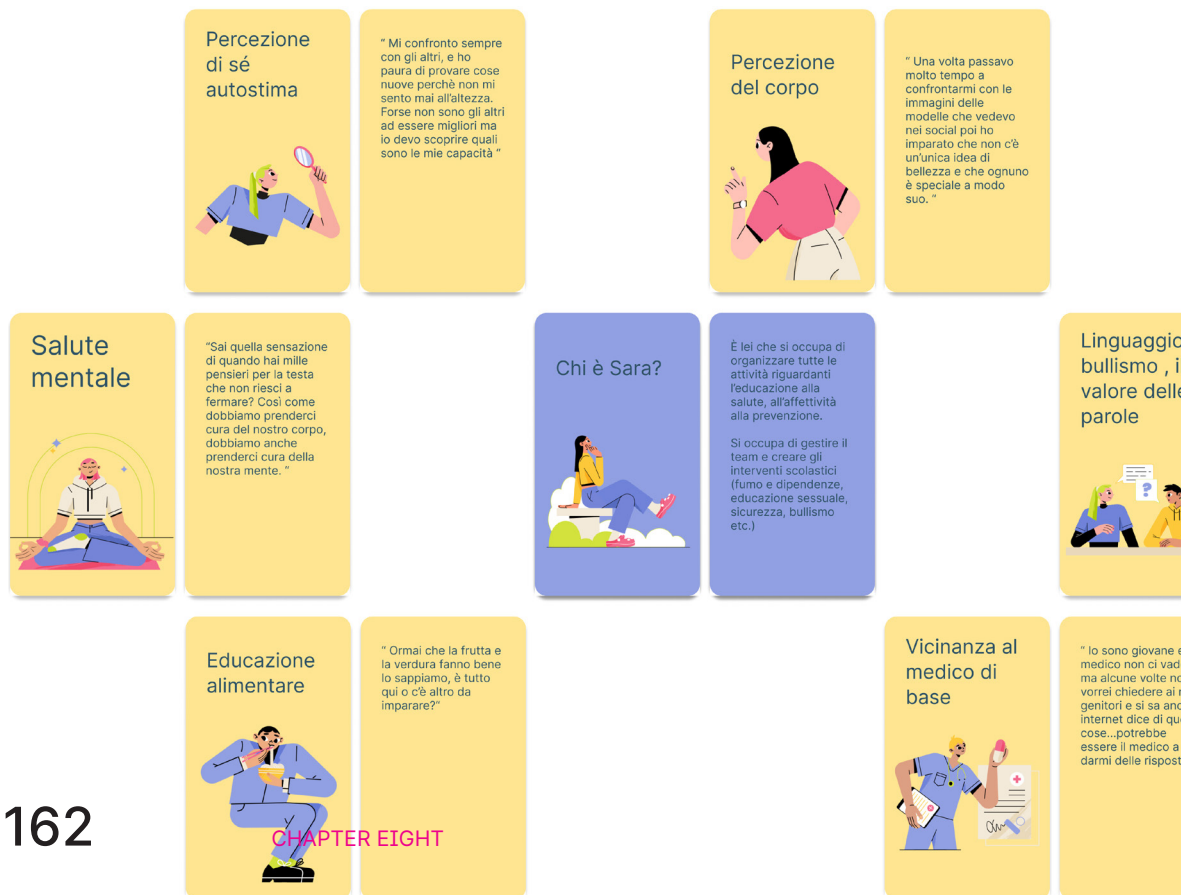 Percezione
di sé
autostima
“ Mi confronto sempre
con gli altri, e ho
paura di provare cose
nuove perchè non mi
sento mai all’altezza.
Forse non sono gli altri
ad essere migliori ma
io devo scoprire quali
sono le mie capacità “
Percezione
del corpo
“ Una volta passavo
molto tempo a
confrontarmi con le
immagini delle
modelle che vedevo
nei social poi ho
imparato che non c’è
un’unica idea di
bellezza e che ognuno
è speciale a modo
suo. “
Salute
mentale
“Sai quella sensazione
di quando hai mille
pensieri per la testa
che non riesci a
fermare? Così come
dobbiamo prenderci
cura del nostro corpo,
dobbiamo anche
prenderci cura della
nostra mente. “
Chi è Sara?
È lei che si occupa di
organizzare tutte le
attività riguardanti
l’educazione alla
salute, all’affettività
alla prevenzione.
Si occupa di gestire il
team e creare gli
interventi scolastici
(fumo e dipendenze,
educazione sessuale,
sicurezza, bullismo
etc.)
Linguaggio
bullismo , i
valore delle
parole
?
Educazione
alimentare
“ Ormai che la frutta e
la verdura fanno bene
lo sappiamo, è tutto
qui o c’è altro da
imparare?”
Vicinanza al
medico di
base
“ Io sono giovane e
medico non ci vad
ma alcune volte no
vorrei chiedere ai
genitori e si sa anc
internet dice di que
cose...potrebbe
essere il medico a
darmi delle rispost
162
CHAPTER EIGHT